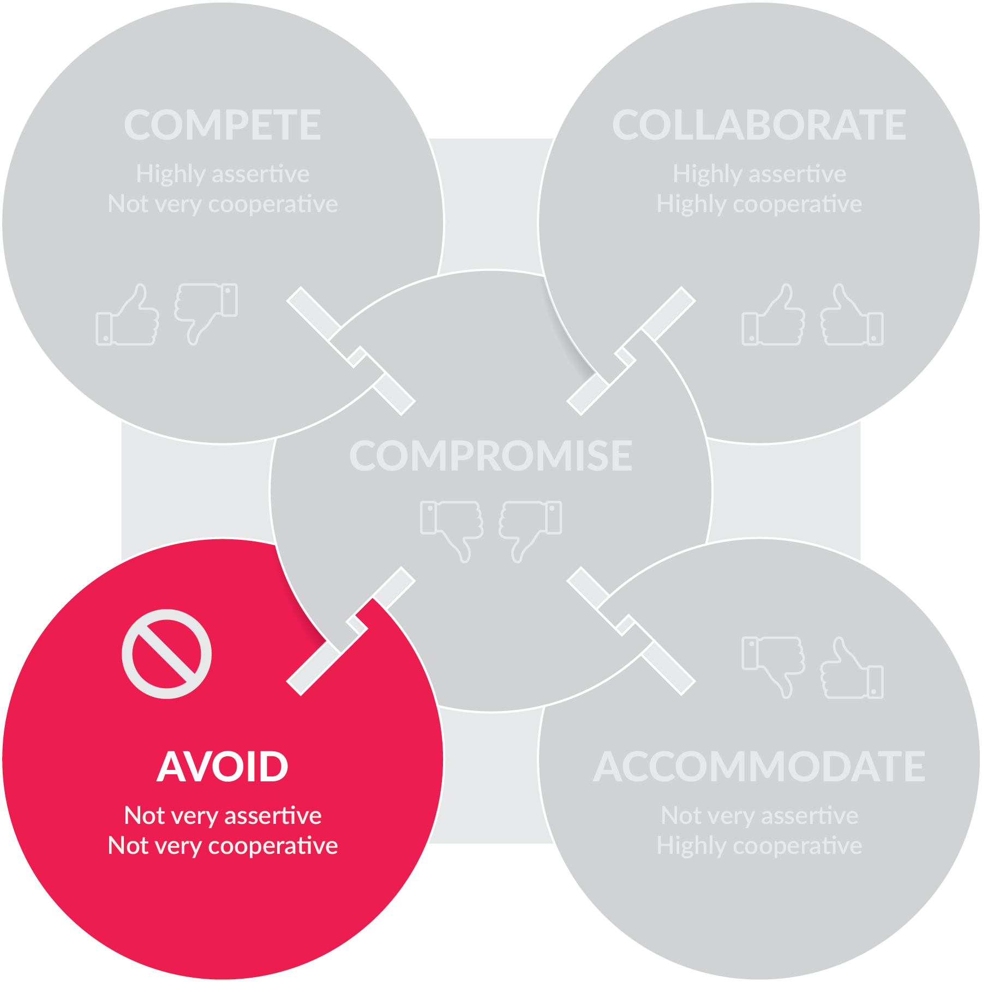 COMPETE
Highly assertive
Not very cooperative
COLLABORATE
Highly assertive
Highly cooperative
COMPROMISE
AVOID
Not very assertive
Not very cooperative
ACCOMMODATE
Not very assertive
Highly cooperative